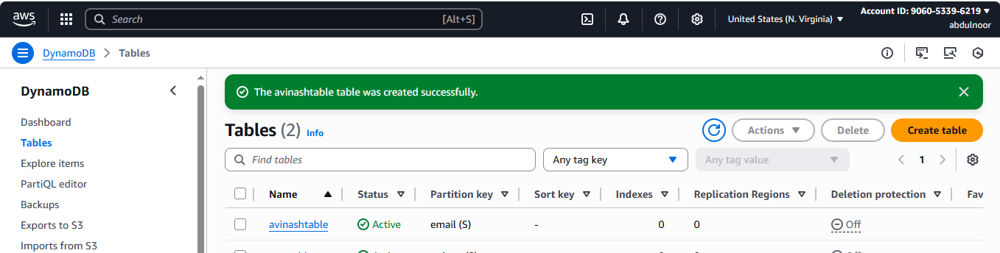 aws Search [Alt+S] United States (N. Virginia) Account ID: 9060-5339-6219
abdulnoor
DynamoDB Tables
DynamoDB
Dashboard
Tables
Explore items
PartiQL editor
Backups
Exports to S3
Imports from S3
The avinashtable table was created successfully.
Tables (2) Info Actions Delete Create table
Find tables Any tag key Any tag value 1
Name Status Partition key Sort key Indexes Replication Regions Deletion protection Fav
avinashtable Active email (S) - 0 0 Off